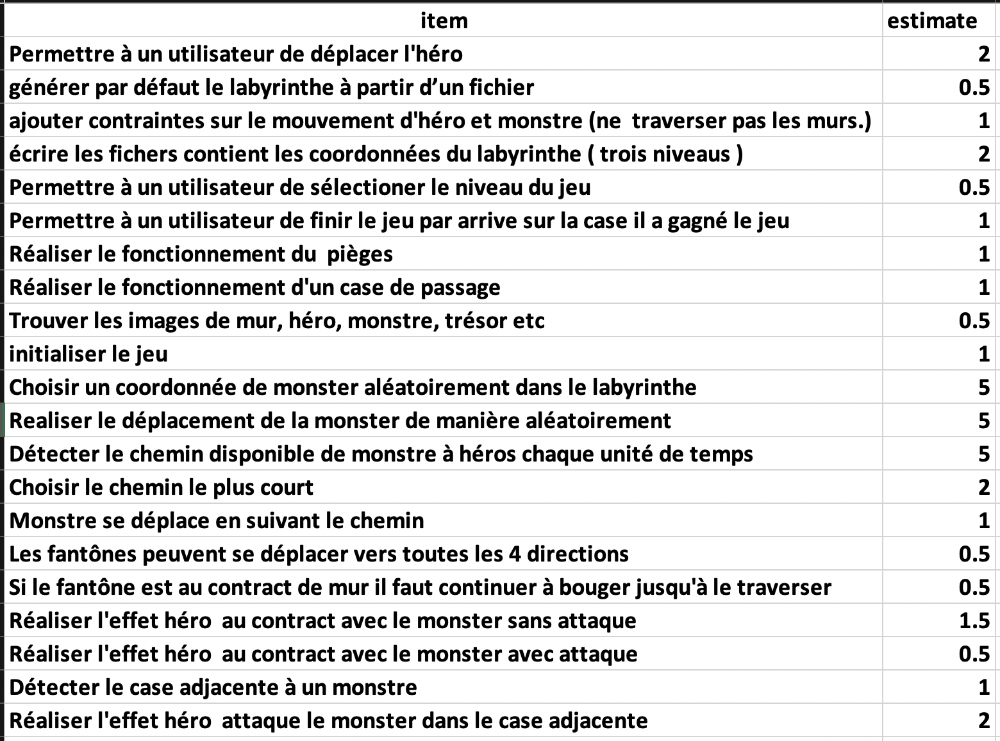 item estimate
Permettre à un utilisateur de déplacer l'héro 2
générer par défaut le labyrinthe à partir d’un fichier 0.5
ajouter contraintes sur le mouvement d'héro et monstre (ne  traverser pas les murs.) 1
écrire les fichers contient les coordonnées du labyrinthe ( trois niveaus ) 2
Permettre à un utilisateur de sélectioner le niveau du jeu 0.5
Permettre à un utilisateur de finir le jeu par arrive sur la case il a gagné le jeu 1
Réaliser le fonctionnement du  pièges 1
Réaliser le fonctionnement d'un case de passage 1
Trouver les images de mur, héro, monstre, trésor etc 0.5
initialiser le jeu 1
Choisir un coordonnée de monster aléatoirement dans le labyrinthe 5
Realiser le déplacement de la monster de manière aléatoirement 5
Détecter le chemin disponible de monstre à héros chaque unité de temps 5
Choisir le chemin le plus court 2
Monstre se déplace en suivant le chemin 1
Les fantônes peuvent se déplacer vers toutes les 4 directions 0.5
Si le fantône est au contract de mur il faut continuer à bouger jusqu'à le traverser 0.5
Réaliser l'effet héro  au contract avec le monster sans attaque 1.5
Réaliser l'effet héro  au contract avec le monster avec attaque 0.5
Détecter le case adjacente à un monstre 1
Réaliser l'effet héro  attaque le monster dans le case adjacente 2